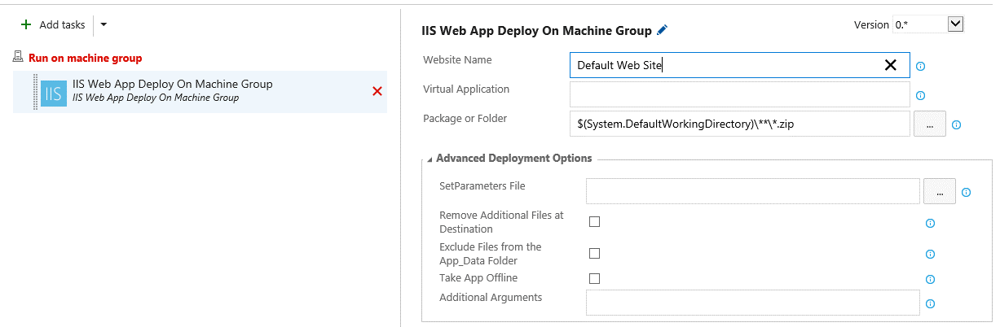 Add tasks
Run on machine group
IIS
IIS Web App Deploy On Machine Group
IIS Web App Deploy On Machine Group
IIS Web App Deploy On Machine Group
Version 0.*
Website Name
Default Web Site
Virtual Application
Package or Folder
$(System.DefaultWorkingDirectory)\**\*.zip
...
Advanced Deployment Options
SetParameters File
...
Remove Additional Files at
Destination
Exclude Files from the
App_Data Folder
Take App Offline
Additional Arguments